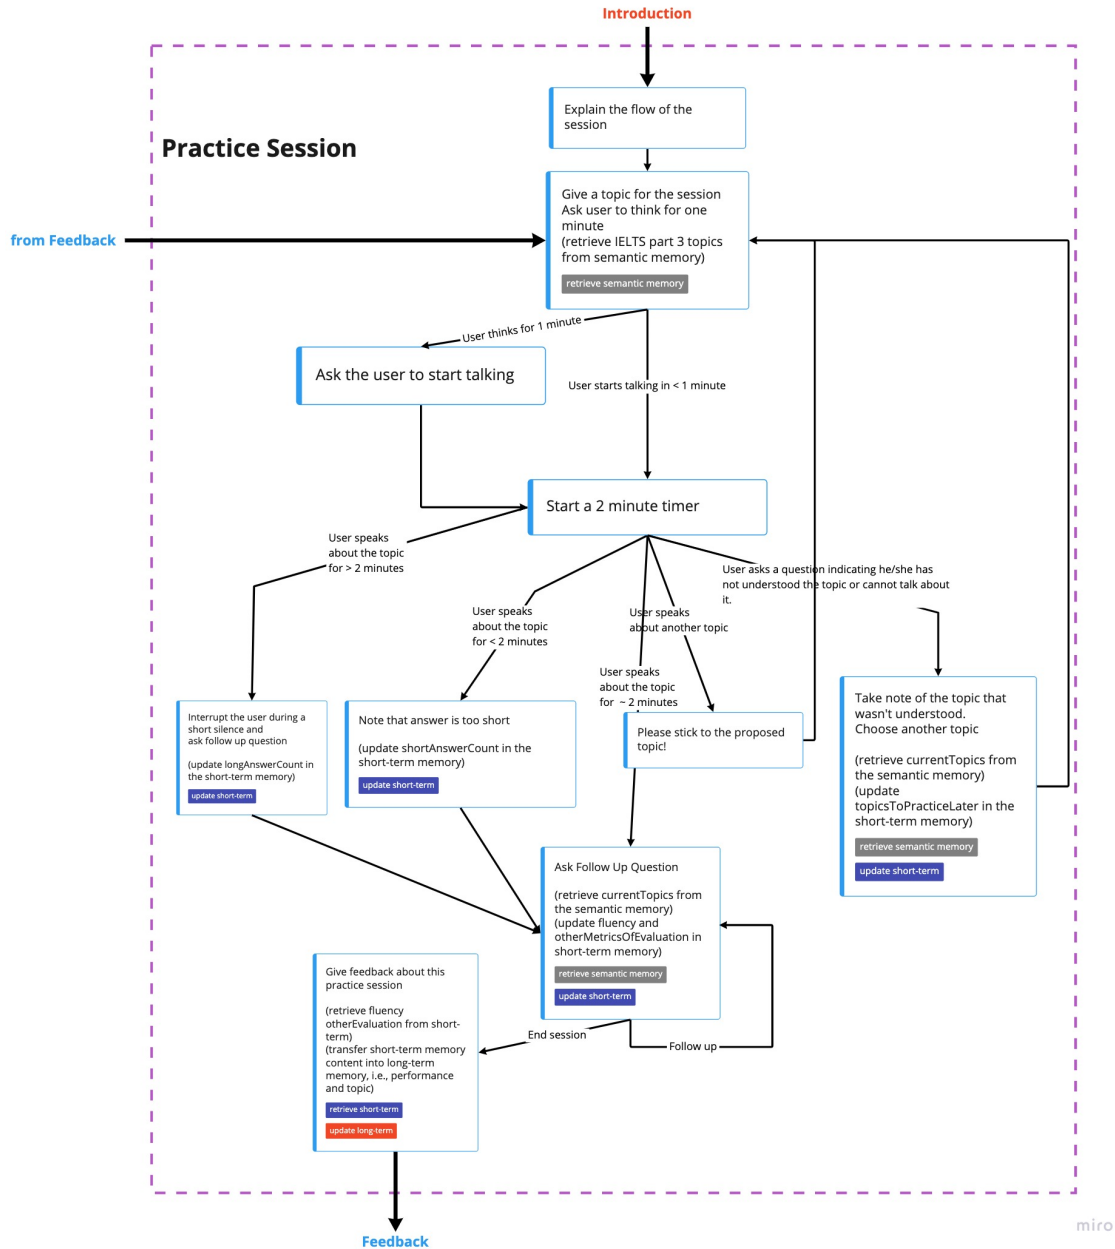 Introduction
Explain the flow of the
session
Practice Session
Give a topic for the session
Ask user to think for one
minute
(retrieve IELTS part 3 topics
from semantic memory)
retrieve semantic memory
from Feedback
User thinks for 1 minute
Ask the user to start talking
User starts talking in < 1 minute
Start a 2 minute timer
User speaks
about the topic
for > 2 minutes
User asks a question indicating he/she has
not understood the topic or cannot talk about
it.
User speaks
about the topic
for < 2 minutes
User speaks
about another topic
User speaks
about the topic
for ~ 2 minutes
Interrupt the user during a
short silence and
ask follow up question
(update longAnswerCount in
the short-term memory)
update short-term
Note that answer is too short
(update shortAnswerCount in the
short-term memory)
update short-term
Please stick to the proposed
topic!
Take note of the topic that
wasn't understood.
Choose another topic
(retrieve currentTopics from
the semantic memory)
(update
topicsToPracticeLater in the
short-term memory)
retrieve semantic memory
update short-term
Ask Follow Up Question
(retrieve currentTopics from
the semantic memory)
(update fluency and
otherMetricsOfEvaluation in
short-term memory)
retrieve semantic memory
update short-term
End session
Follow up
Give feedback about this
practice session
(retrieve fluency
otherEvaluation from short-
term)
(transfer short-term memory
content into long-term
memory, i.e., performance
and topic)
retrieve short-term
update long-term
Feedback
miro